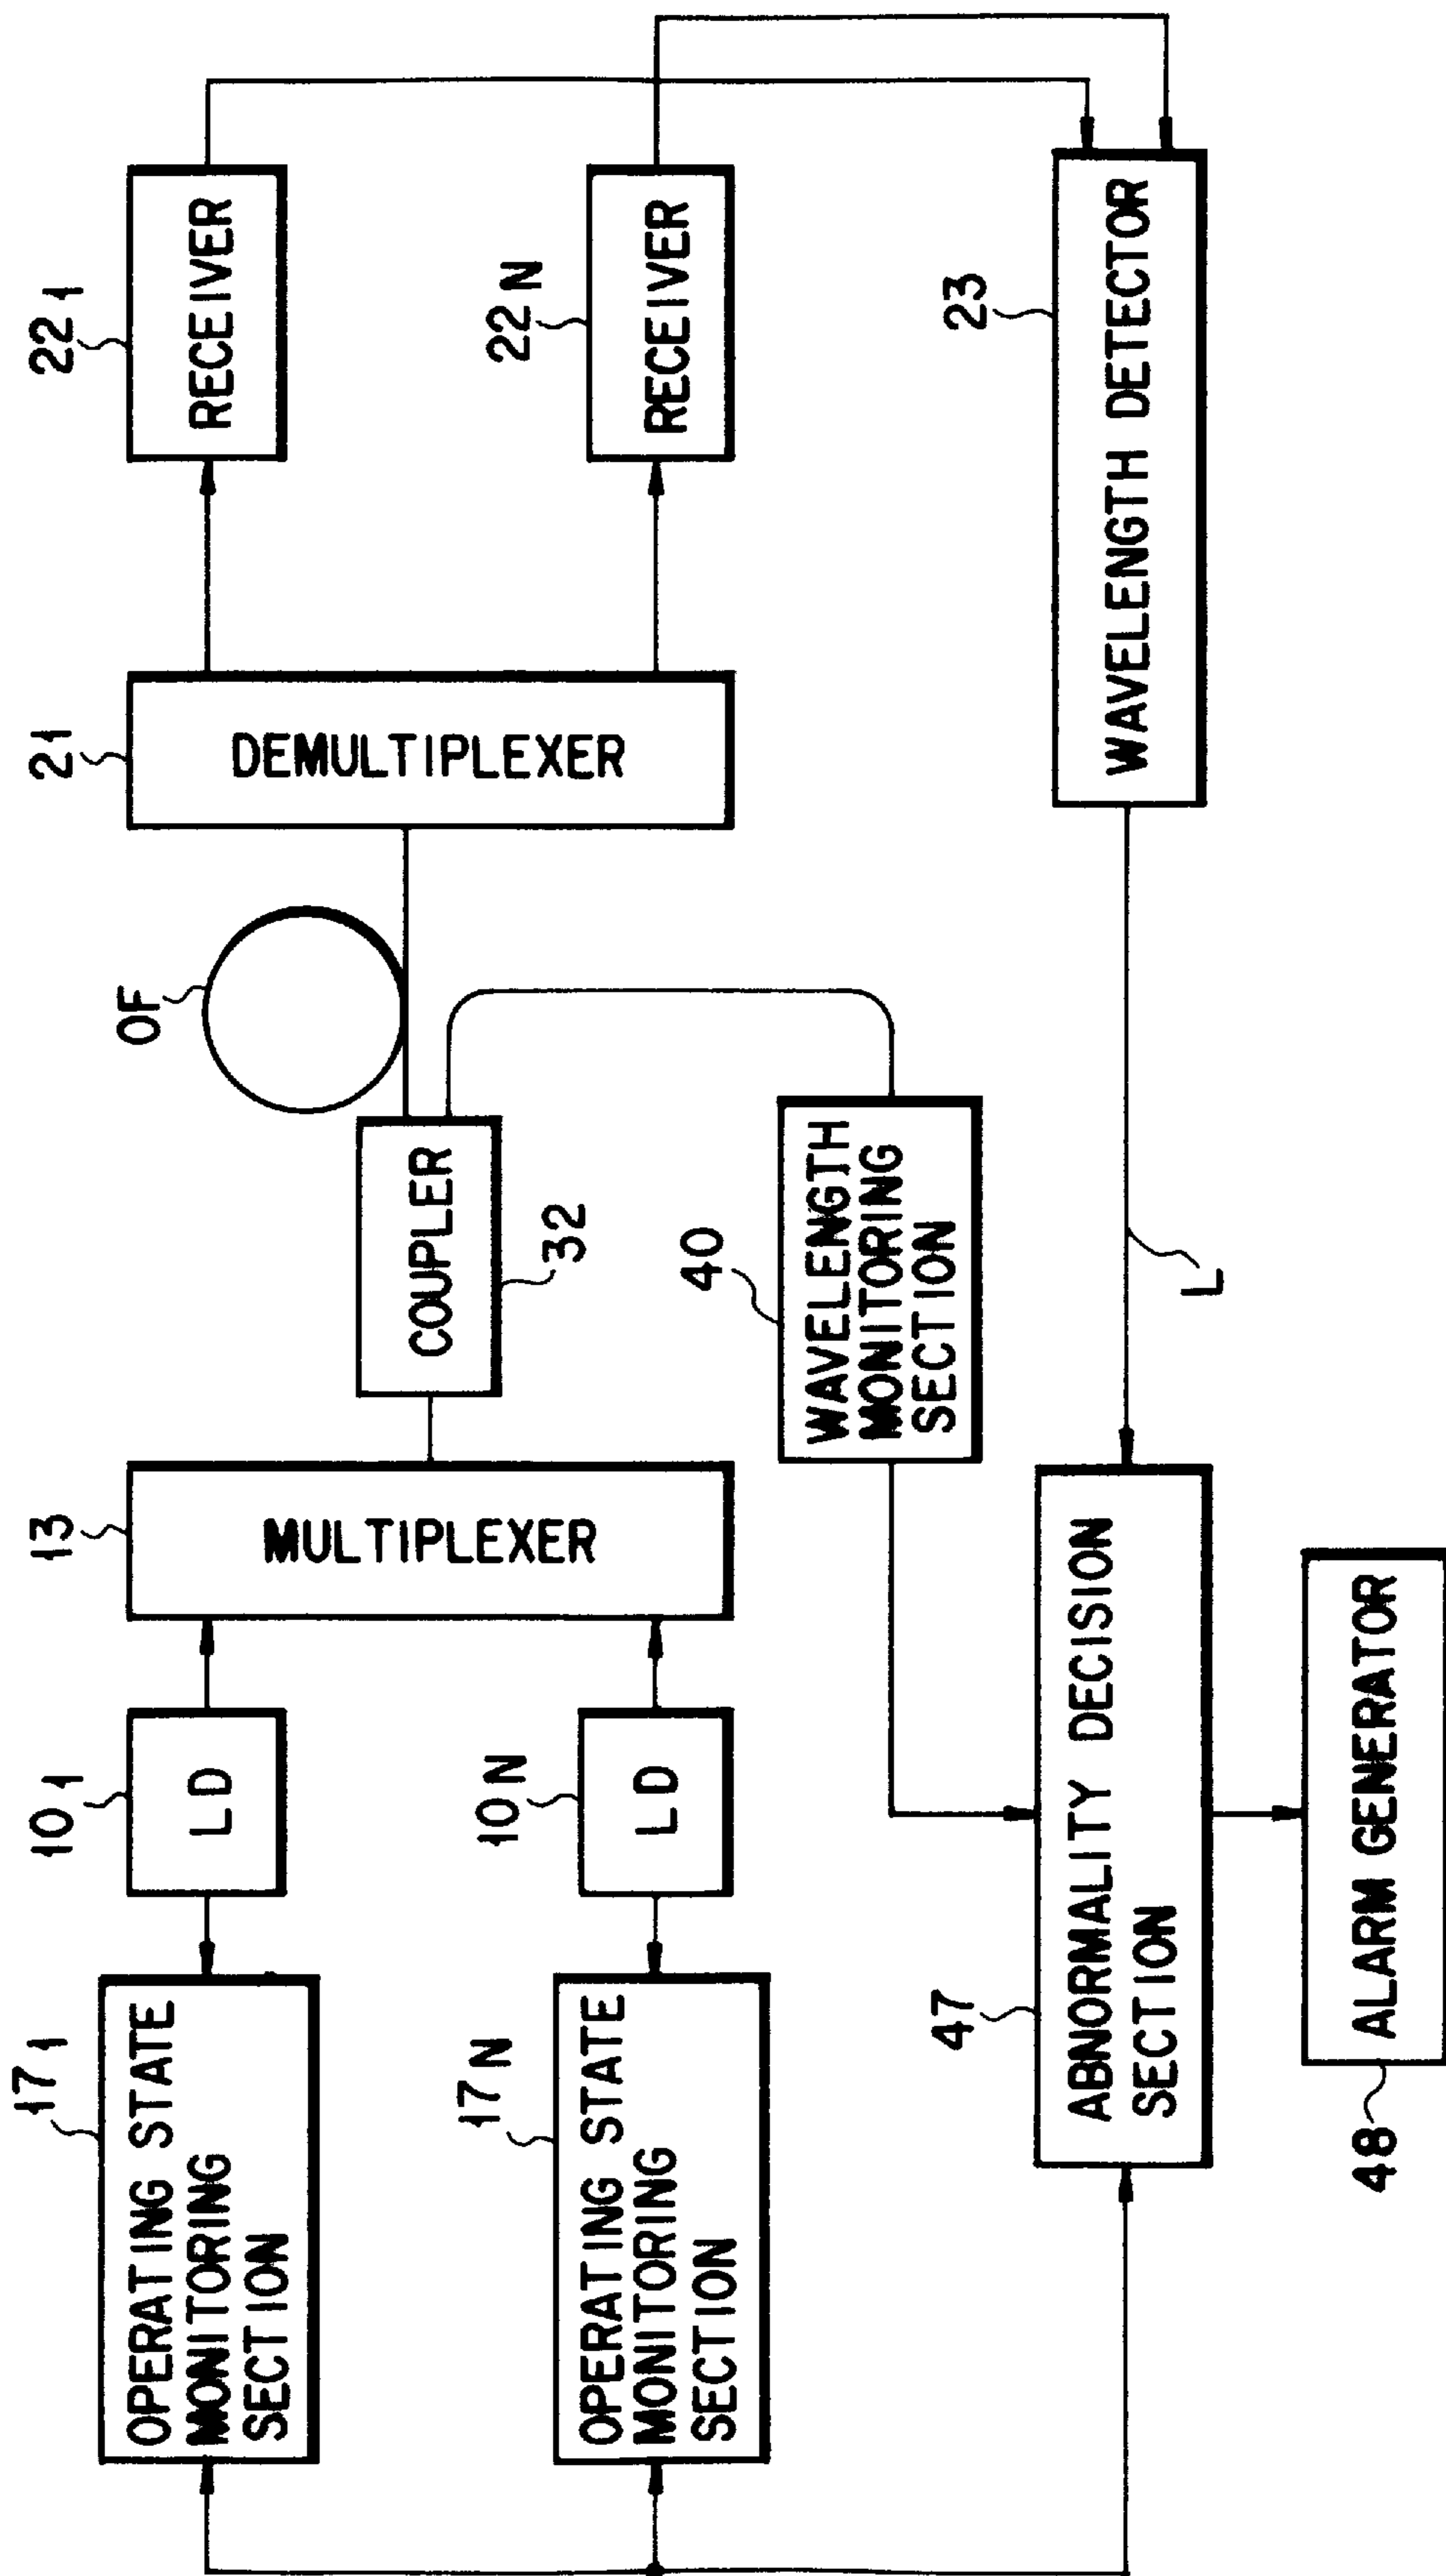 17₁
OPERATING STATE
MONITORING
SECTION
10₁
LD
13
MULTIPLEXER
OF
21
DEMULTIPLEXER
22₁
RECEIVER
17N
OPERATING STATE
MONITORING
SECTION
10N
LD
COUPLER
32
22N
RECEIVER
40
WAVELENGTH
MONITORING
SECTION
47
ABNORMALITY DECISION
SECTION
L
23
WAVELENGTH DETECTOR
48
ALARM GENERATOR